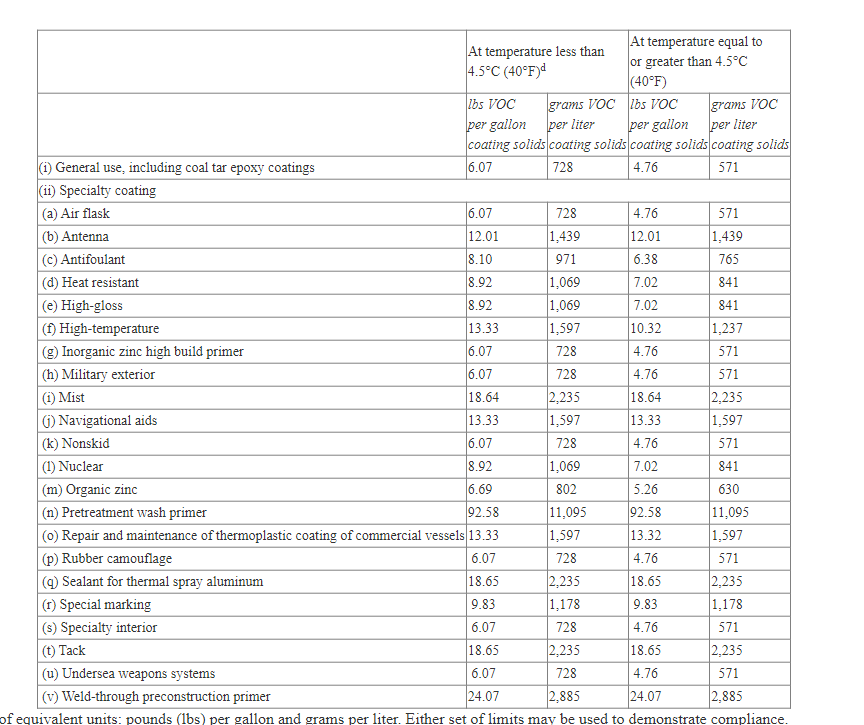 At temperature less than 4.5°C (40°F)d At temperature equal to or greater than 4.5°C (40°F)
lbs VOC per gallon coating solids grams VOC per liter coating solids lbs VOC per gallon coating solids grams VOC per liter coating solids
(i) General use, including coal tar epoxy coatings 6.07 728 4.76 571
(ii) Specialty coating
(a) Air flask 6.07 728 4.76 571
(b) Antenna 12.01 1,439 12.01 1,439
(c) Antifoulant 8.10 971 6.38 765
(d) Heat resistant 8.92 1,069 7.02 841
(e) High-gloss 8.92 1,069 7.02 841
(f) High-temperature 13.33 1,597 10.32 1,237
(g) Inorganic zinc high build primer 6.07 728 4.76 571
(h) Military exterior 6.07 728 4.76 571
(i) Mist 18.64 2,235 18.64 2,235
(j) Navigational aids 13.33 1,597 13.33 1,597
(k) Nonskid 6.07 728 4.76 571
(l) Nuclear 8.92 1,069 7.02 841
(m) Organic zinc 6.69 802 5.26 630
(n) Pretreatment wash primer 92.58 11,095 92.58 11,095
(o) Repair and maintenance of thermoplastic coating of commercial vessels 13.33 1,597 13.32 1,597
(p) Rubber camouflage 6.07 728 4.76 571
(q) Sealant for thermal spray aluminum 18.65 2,235 18.65 2,235
(r) Special marking 9.83 1,178 9.83 1,178
(s) Specialty interior 6.07 728 4.76 571
(t) Tack 18.65 2,235 18.65 2,235
(u) Undersea weapons systems 6.07 728 4.76 571
(v) Weld-through preconstruction primer 24.07 2,885 24.07 2,885
of equivalent units: pounds (lbs) per gallon and grams per liter. Either set of limits may be used to demonstrate compliance.